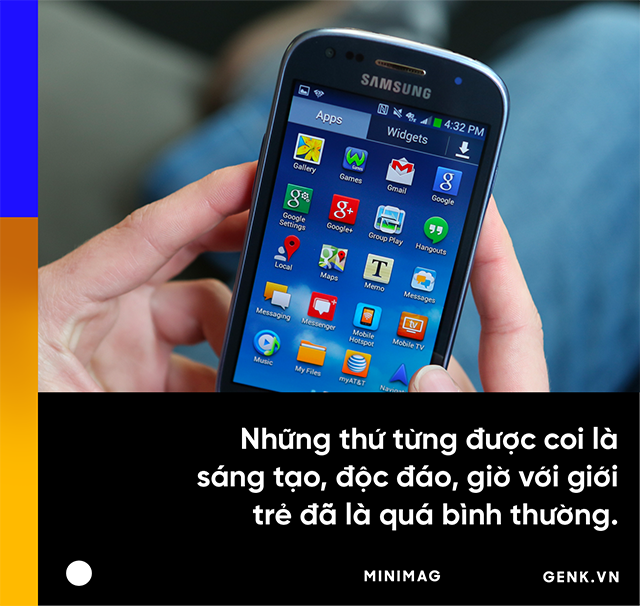 SAMSUNG
4:32 PM
Apps
Widgets
Gallery
Games
Gmail
Google
Google Settings
Google+
Group Play
Hangouts
Local
Maps
Memo
Messages
Messaging
Messenger
Mobile Hotspot
Mobile TV
Music
My Files
myAT&T
Những thứ từng được coi là
sáng tạo, độc đáo, giờ với giới
trẻ đã là quá bình thường.
MINIMAG
GENK.VN